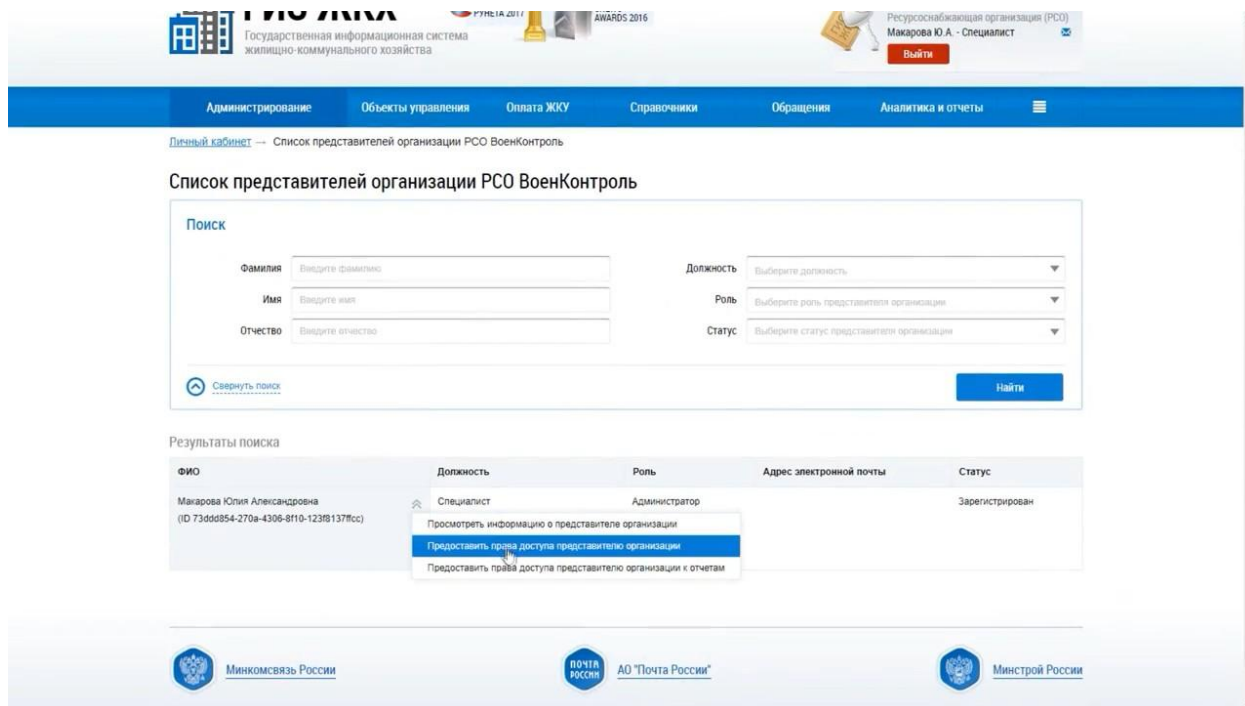 ГИС ЖКХ
РУНЕТА 2017
AWARDS 2016
Государственная информационная система
жилищно-коммунального хозяйства
Ресурсоснабжающая организация (РСО)
Макарова Ю.А. - Специалист
Выйти
Администрирование Объекты управления Оплата ЖКУ Справочники Обращения Аналитика и отчеты
Личный кабинет → Список представителей организации РСО ВоенКонтроль
Список представителей организации РСО ВоенКонтроль
Поиск
Фамилия Введите фамилию Должность Выберите должность
Имя Введите имя Роль Выберите роль представителя организации
Отчество Введите отчество Статус Выберите статус представителя организации
Свернуть поиск Найти
Результаты поиска
ФИО Должность Роль Адрес электронной почты Статус
Макарова Юлия Александровна Специалист Администратор Зарегистрирован
(ID 73ddd854-270a-4306-8f10-123f8137ffcc)
Просмотреть информацию о представителе организации
Предоставить права доступа представителю организации
Предоставить права доступа представителю организации к отчетам
Минкомсвязь России ПОЧТА РОССИИ АО "Почта России" Минстрой России